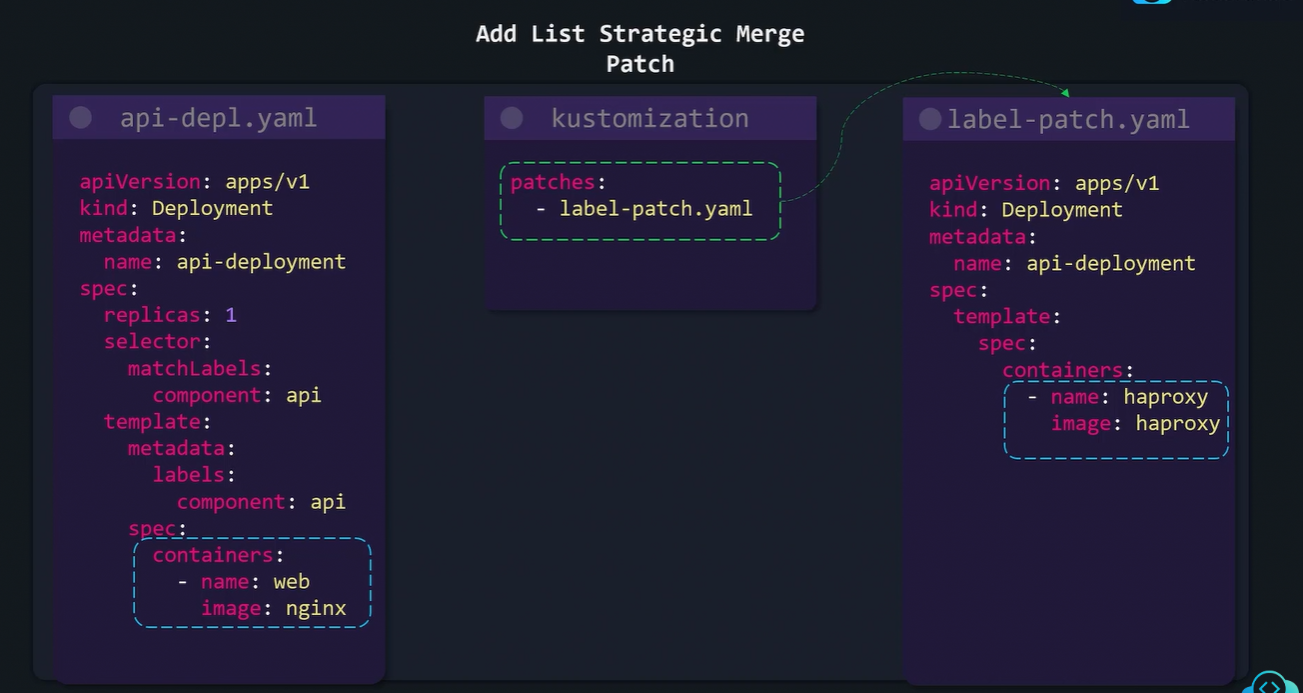 Add List Strategic Merge
Patch
api-depl.yaml
apiVersion: apps/v1
kind: Deployment
metadata:
  name: api-deployment
spec:
  replicas: 1
  selector:
    matchLabels:
      component: api
  template:
    metadata:
      labels:
        component: api
    spec:
      containers:
        - name: web
          image: nginx
kustomization
patches:
  - label-patch.yaml
label-patch.yaml
apiVersion: apps/v1
kind: Deployment
metadata:
  name: api-deployment
spec:
  template:
    spec:
      containers:
        - name: haproxy
          image: haproxy